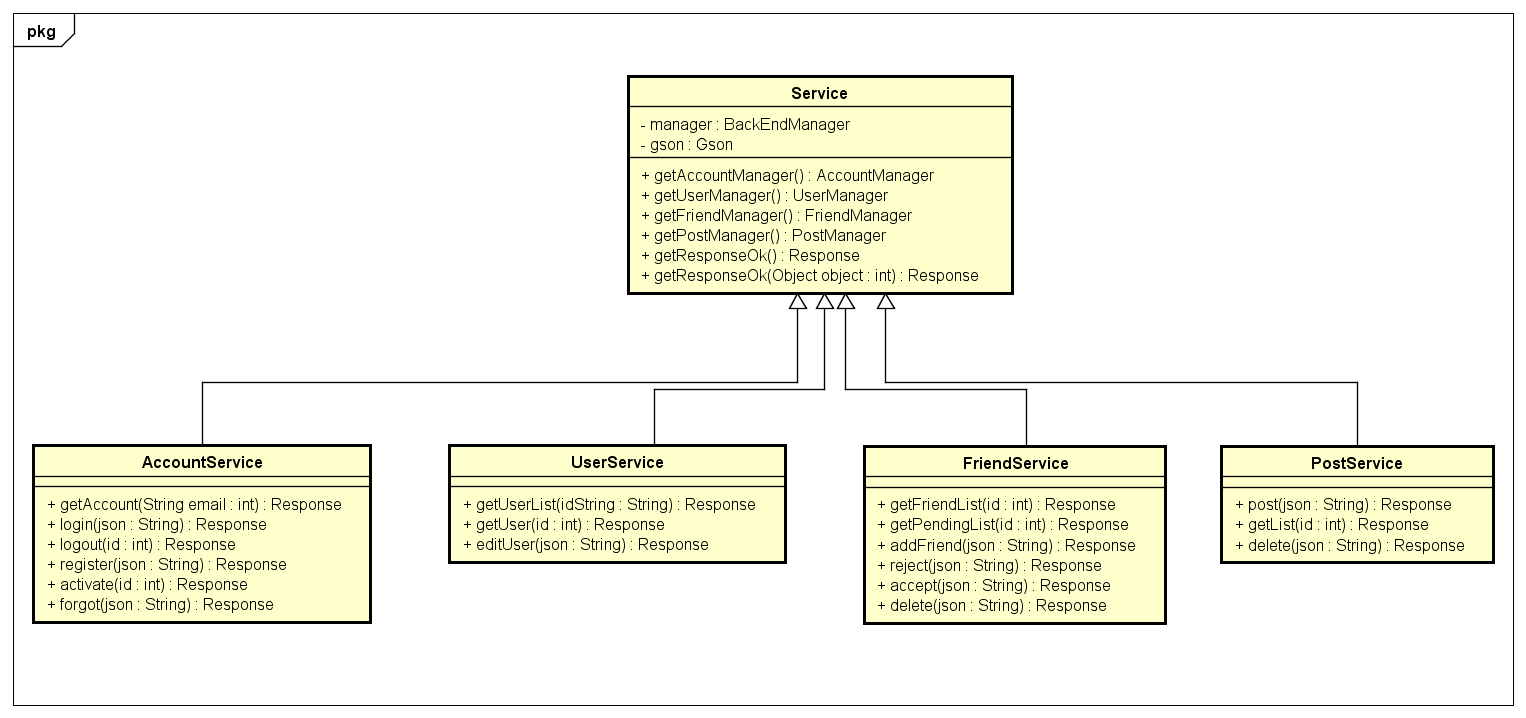 pkg
Service
- manager : BackEndManager
- gson : Gson
+ getAccountManager() : AccountManager
+ getUserManager() : UserManager
+ getFriendManager() : FriendManager
+ getPostManager() : PostManager
+ getResponseOk() : Response
+ getResponseOk(Object object : int) : Response
AccountService
+ getAccount(String email : int) : Response
+ login(json : String) : Response
+ logout(id : int) : Response
+ register(json : String) : Response
+ activate(id : int) : Response
+ forgot(json : String) : Response
UserService
+ getUserList(idString : String) : Response
+ getUser(id : int) : Response
+ editUser(json : String) : Response
FriendService
+ getFriendList(id : int) : Response
+ getPendingList(id : int) : Response
+ addFriend(json : String) : Response
+ reject(json : String) : Response
+ accept(json : String) : Response
+ delete(json : String) : Response
PostService
+ post(json : String) : Response
+ getList(id : int) : Response
+ delete(json : String) : Response